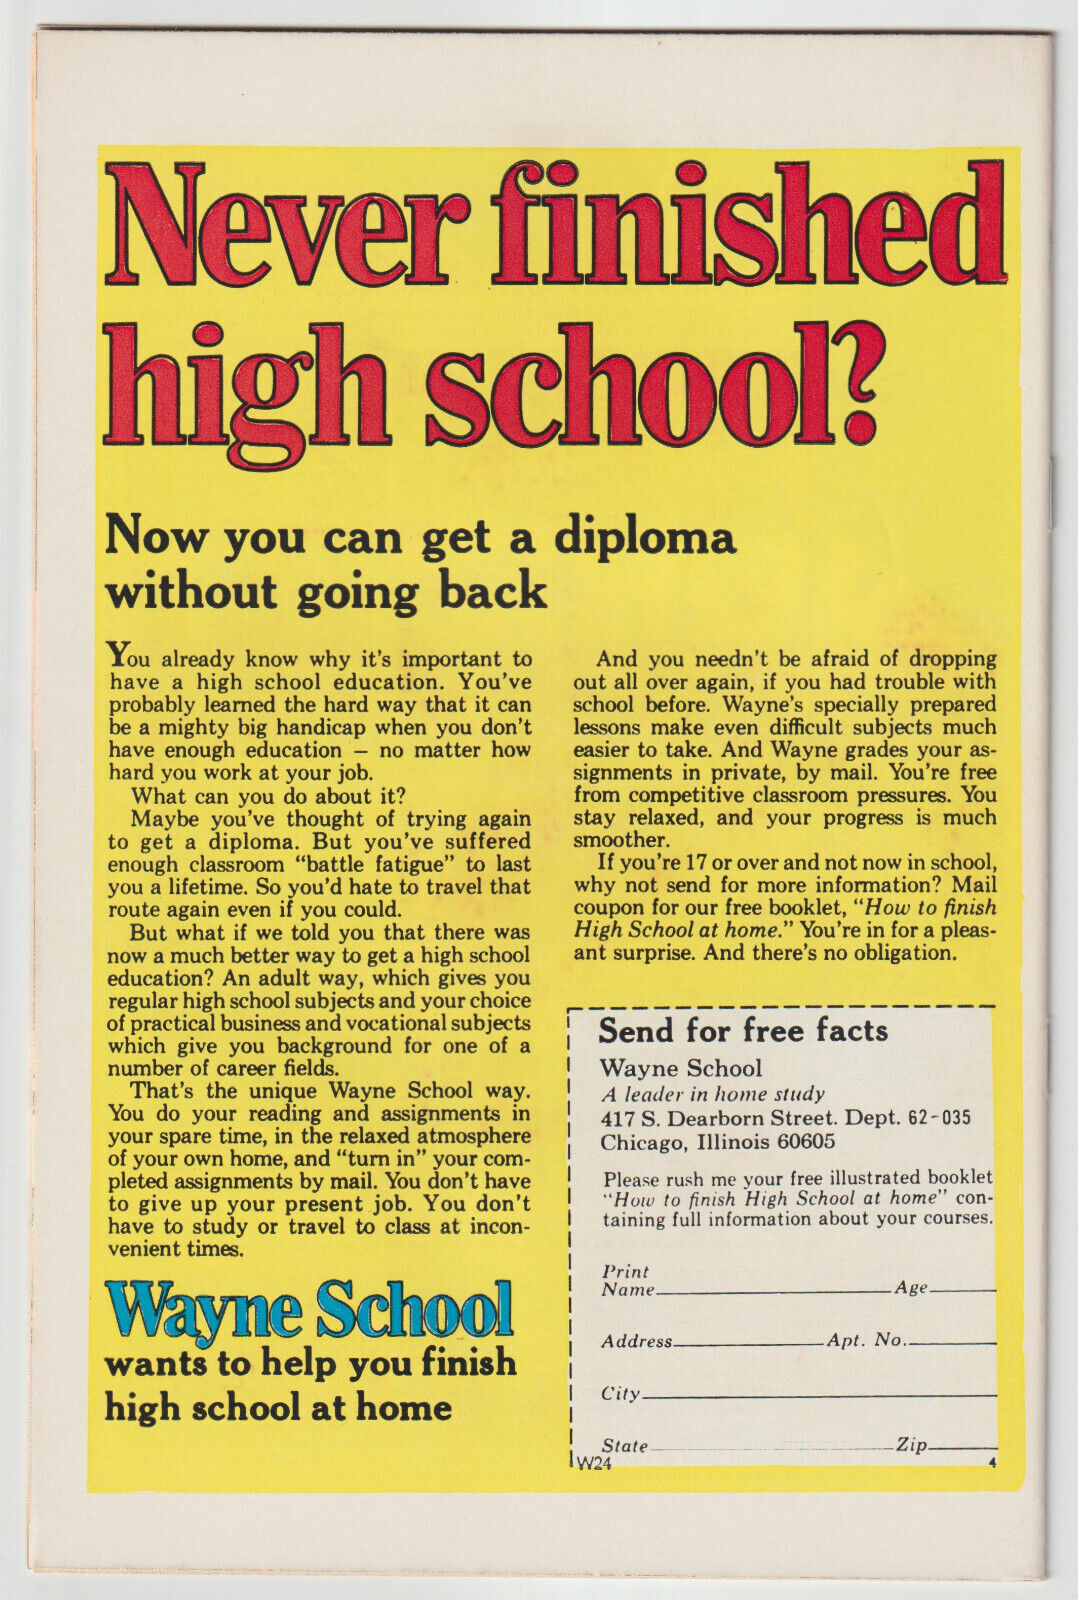 Never finished
high school?
Now you can get a diploma
without going back
You already know why it's important to
have a high school education. You've
probably learned the hard way that it can
be a mighty big handicap when you don't
have enough education — no matter how
hard you work at your job.
What can you do about it?
Maybe you've thought of trying again
to get a diploma. But you've suffered
enough classroom "battle fatigue" to last
you a lifetime. So you'd hate to travel that
route again even if you could.
But what if we told you that there was
now a much better way to get a high school
education? An adult way, which gives you
regular high school subjects and your choice
of practical business and vocational subjects
which give you background for one of a
number of career fields.
That's the unique Wayne School way.
You do your reading and assignments in
your spare time, in the relaxed atmosphere
of your own home, and "turn in" your com-
pleted assignments by mail. You don't have
to give up your present job. You don't
have to study or travel to class at incon-
venient times.
Wayne School
wants to help you finish
high school at home
And you needn't be afraid of dropping
out all over again, if you had trouble with
school before. Wayne's specially prepared
lessons make even difficult subjects much
easier to take. And Wayne grades your as-
signments in private, by mail. You're free
from competitive classroom pressures. You
stay relaxed, and your progress is much
smoother.
If you're 17 or over and not now in school,
why not send for more information? Mail
coupon for our free booklet, "How to finish
High School at home." You're in for a pleas-
ant surprise. And there's no obligation.
Send for free facts
Wayne School
A leader in home study
417 S. Dearborn Street. Dept. 62-035
Chicago, Illinois 60605
Please rush me your free illustrated booklet
"How to finish High School at home" con-
taining full information about your courses.
Print
Name Age
Address Apt. No.
City
State Zip
W24 4